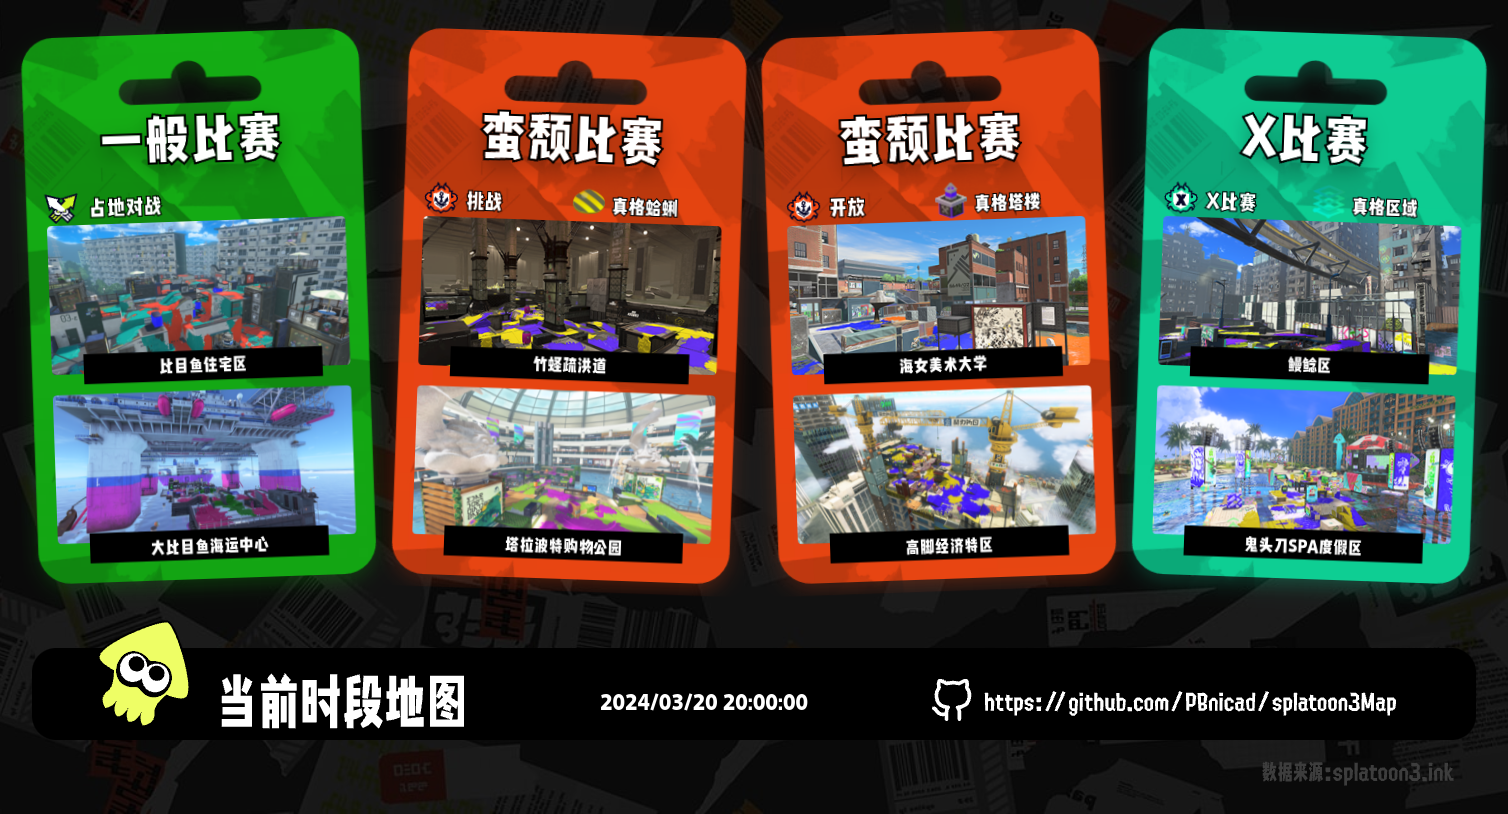 一般比赛
占地对战
比目鱼住宅区
大比目鱼海运中心
蛮颓比赛
挑战
真格蛤蜊
竹蛏疏洪道
塔拉波特购物公园
蛮颓比赛
开放
真格塔楼
海女美术大学
高脚经济特区
X比赛
X比赛
真格区域
鳗鲶区
鬼头刀SPA度假区
当前时段地图
2024/03/20 20:00:00
https://github.com/PBnicad/splatoon3Map
数据来源:splatoon3.ink